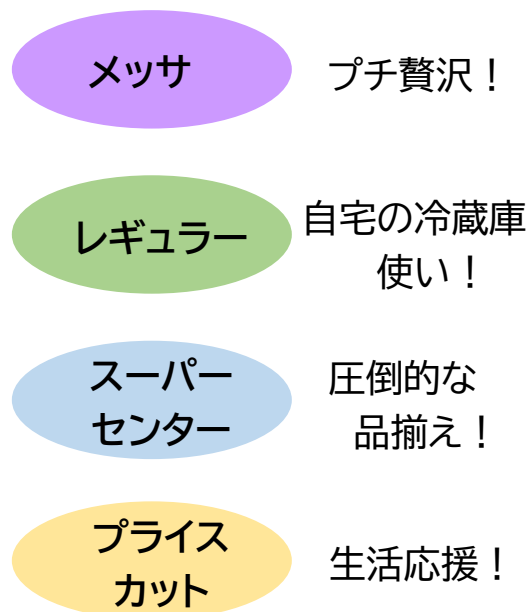 メッサ
プチ贅沢！
レギュラー
自宅の冷蔵庫
使い！
スーパー
センター
圧倒的な
品揃え！
プライス
カット
生活応援！